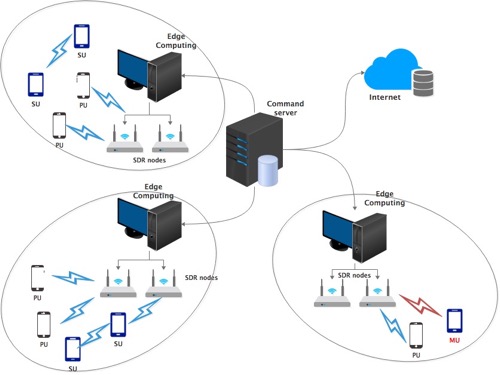 Edge
Computing
SU
SU
PU
PU
SDR nodes
Command
server
Internet
Edge
Computing
SDR nodes
PU
PU
SU
SU
Edge
Computing
SDR nodes
PU
MU